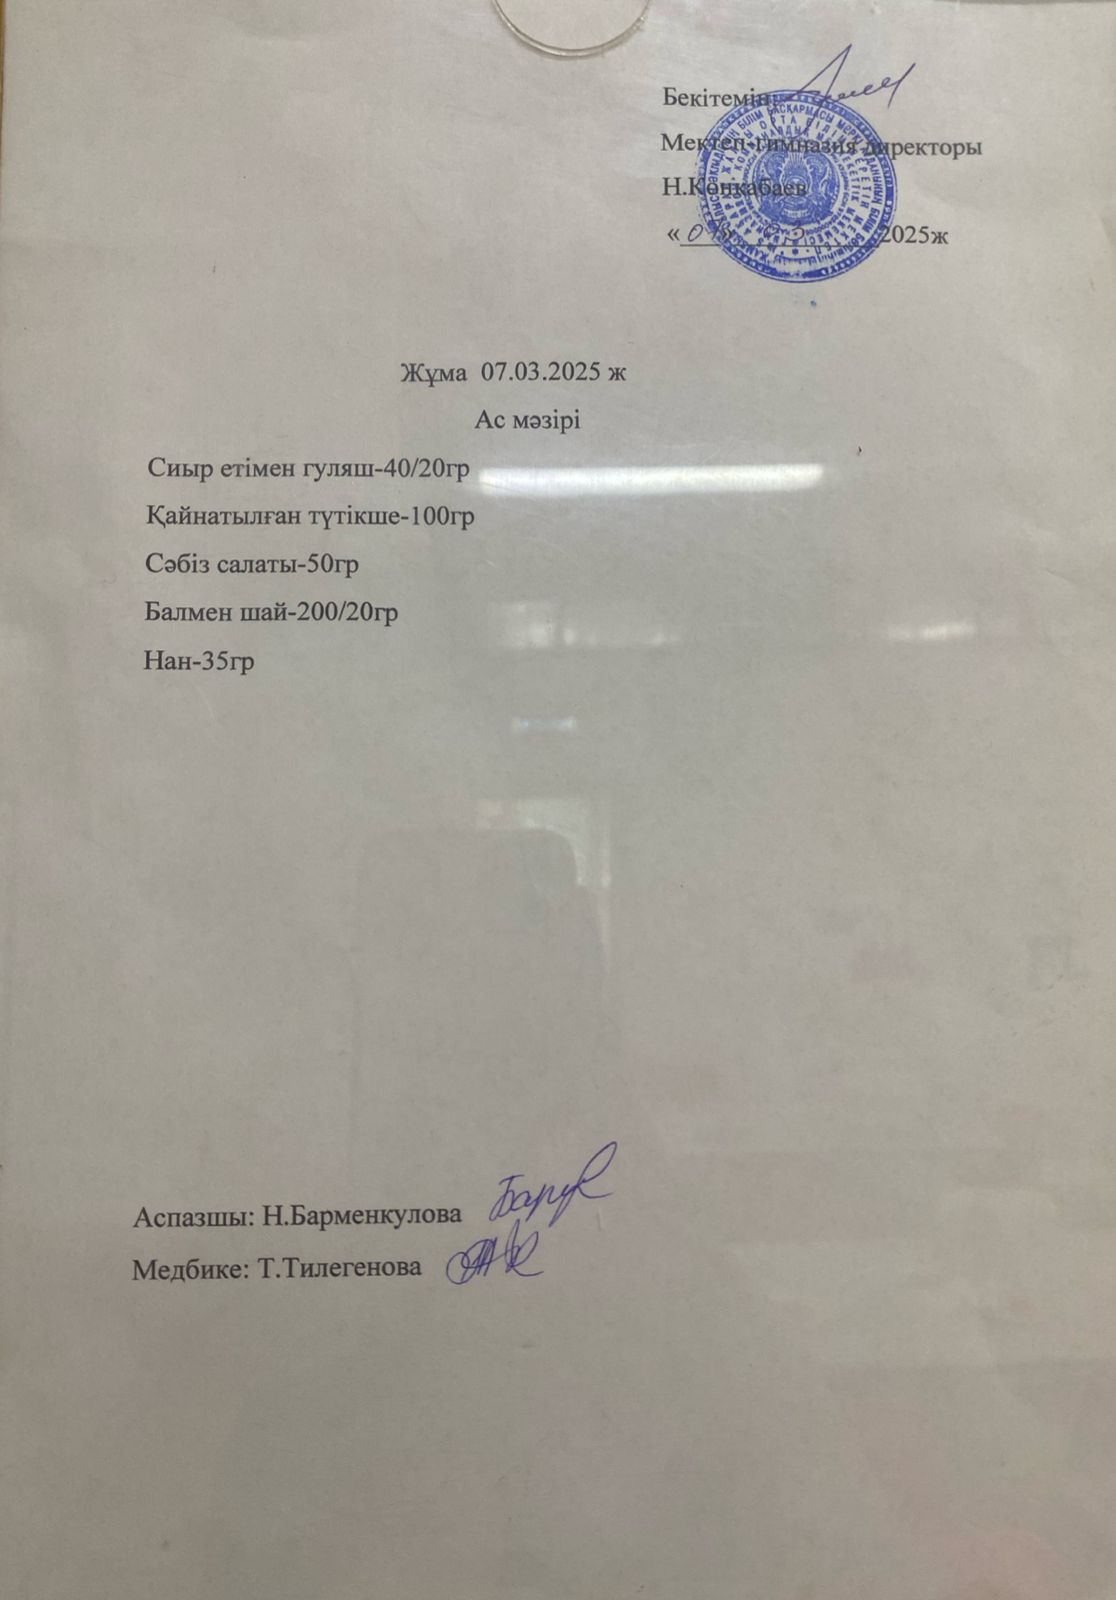 Бекітемін
Мектеп-гимназия директоры
Н.Конкабаев
«07» 03 2025ж
Жұма 07.03.2025 ж
Ас мәзірі
Сиыр етімен гуляш-40/20гр
Қайнатылған түтікше-100гр
Сәбіз салаты-50гр
Балмен шай-200/20гр
Нан-35гр
Аспазшы: Н.Барменкулова
Медбике: Т.Тилегенова